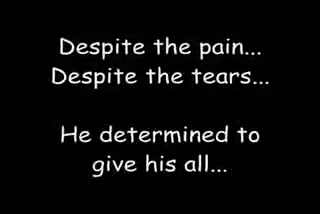 Despite the pain...
Despite the tears...
He determined to
give his all...